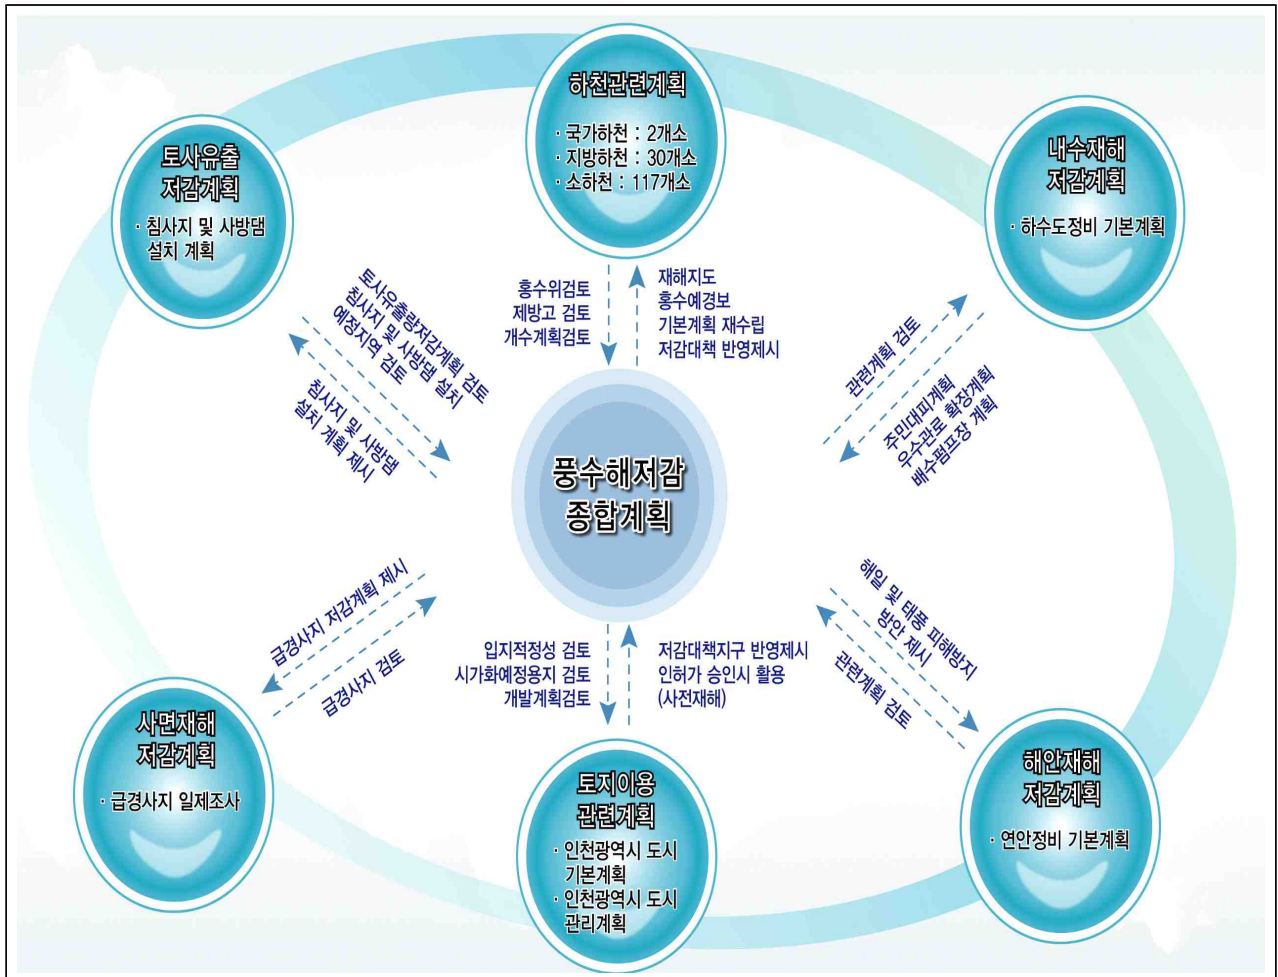 하천관련계획
· 국가하천 : 2개소
· 지방하천 : 30개소
· 소하천 : 117개소
토사유출
저감계획
· 침사지 및 사방댐
설치 계획
내수재해
저감계획
· 하수도정비 기본계획
홍수위검토
제방고 검토
개수계획검토
재해지도
홍수예경보
기본계획 재수립
저감대책 반영제시
토사유출량저감계획 검토
침사지 및 사방댐 설치
예정지역 검토
침사지 및 사방댐
설치 계획 제시
관련계획 검토
주민대피계획
우수관로 확장계획
배수펌프장 계획
풍수해저감
종합계획
급경사지 저감계획 제시
급경사지 검토
입지적정성 검토
시가화예정용지 검토
개발계획검토
저감대책지구 반영제시
인허가 승인시 활용
(사전재해)
해일 및 태풍 피해방지
방안 제시
관련계획 검토
사면재해
저감계획
· 급경사지 일제조사
토지이용
관련계획
· 인천광역시 도시
기본계획
· 인천광역시 도시
관리계획
해안재해
저감계획
· 연안정비 기본계획